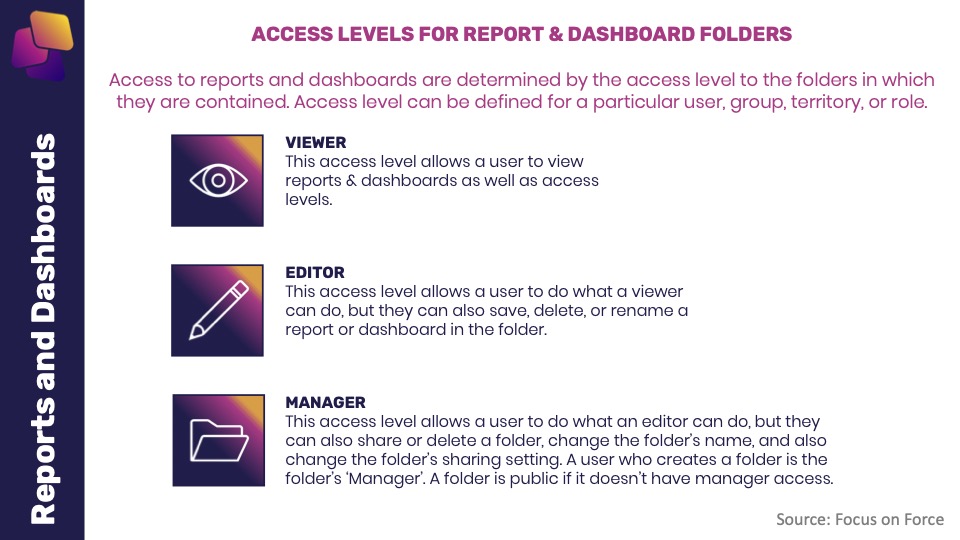 Reports and Dashboards
ACCESS LEVELS FOR REPORT & DASHBOARD FOLDERS
Access to reports and dashboards are determined by the access level to the folders in which
they are contained. Access level can be defined for a particular user, group, territory, or role.
VIEWER
This access level allows a user to view
reports & dashboards as well as access
levels.
EDITOR
This access level allows a user to do what a viewer
can do, but they can also save, delete, or rename a
report or dashboard in the folder.
MANAGER
This access level allows a user to do what an editor can do, but they
can also share or delete a folder, change the folder's name, and also
change the folder's sharing setting. A user who creates a folder is the
folder's ‘Manager’. A folder is public if it doesn't have manager access.
Source: Focus on Force